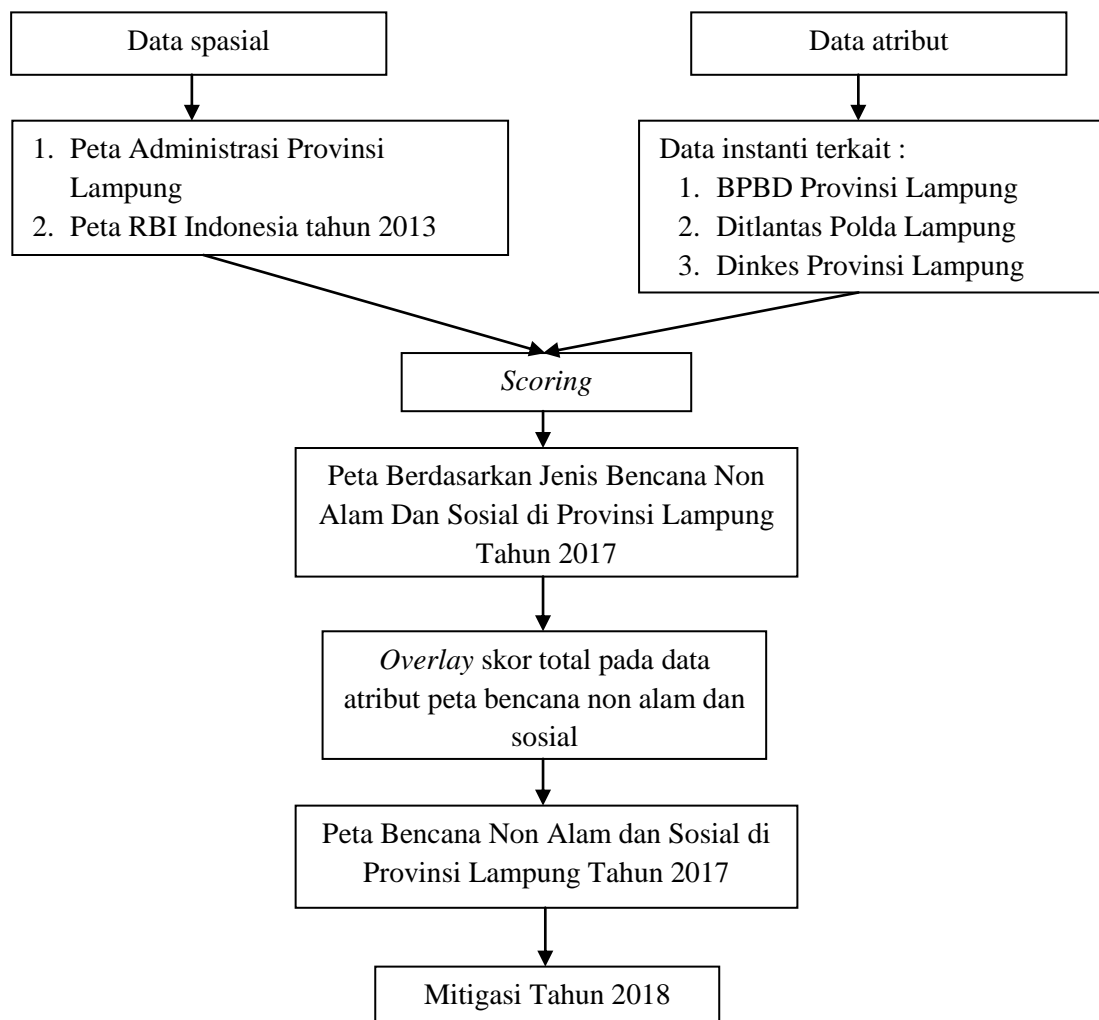 Data spasial
Data atribut
1. Peta Administrasi Provinsi
Lampung
2. Peta RBI Indonesia tahun 2013
Data instanti terkait :
1. BPBD Provinsi Lampung
2. Ditlantas Polda Lampung
3. Dinkes Provinsi Lampung
Scoring
Peta Berdasarkan Jenis Bencana Non
Alam Dan Sosial di Provinsi Lampung
Tahun 2017
Overlay skor total pada data
atribut peta bencana non alam dan
sosial
Peta Bencana Non Alam dan Sosial di
Provinsi Lampung Tahun 2017
Mitigasi Tahun 2018